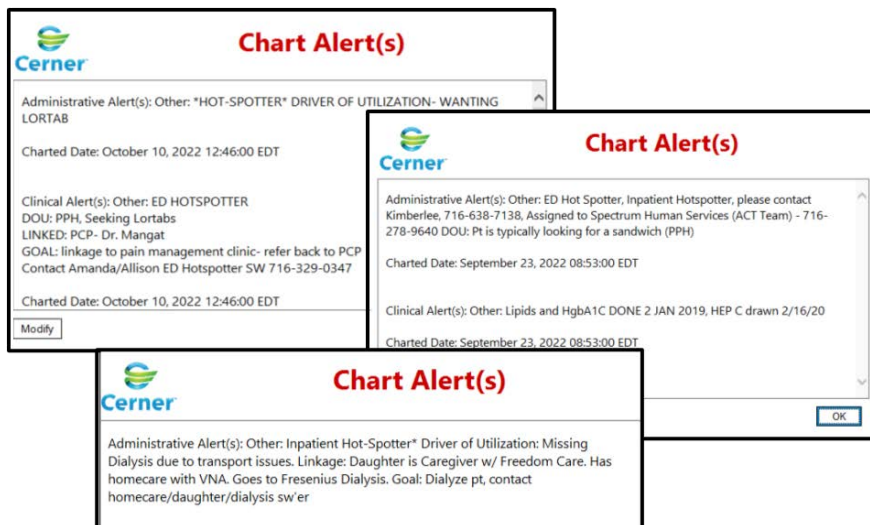 Cerner
Chart Alert(s)
Administrative Alert(s): Other: *HOT-SPOTTER* DRIVER OF UTILIZATION- WANTING
LORTAB
Charted Date: October 10, 2022 12:46:00 EDT
Clinical Alert(s): Other: ED HOTSPOTTER
DOU: PPH, Seeking Lortabs
LINKED: PCP- Dr. Mangat
GOAL: linkage to pain management clinic- refer back to PCP
Contact Amanda/Allison ED Hotspotter SW 716-329-0347
Charted Date: October 10, 2022 12:46:00 EDT
Modify
Cerner
Chart Alert(s)
Administrative Alert(s): Other: ED Hot Spotter, Inpatient Hotspotter, please contact
Kimberlee, 716-638-7138, Assigned to Spectrum Human Services (ACT Team) - 716-
278-9640 DOU: Pt is typically looking for a sandwich (PPH)
Charted Date: September 23, 2022 08:53:00 EDT
Clinical Alert(s): Other: Lipids and HgbA1C DONE 2 JAN 2019, HEP C drawn 2/16/20
Charted Date: September 23, 2022 08:53:00 EDT
OK
Cerner
Chart Alert(s)
Administrative Alert(s): Other: Inpatient Hot-Spotter* Driver of Utilization: Missing
Dialysis due to transport issues. Linkage: Daughter is Caregiver w/ Freedom Care. Has
homecare with VNA. Goes to Fresenius Dialysis. Goal: Dialyze pt, contact
homecare/daughter/dialysis sw'er